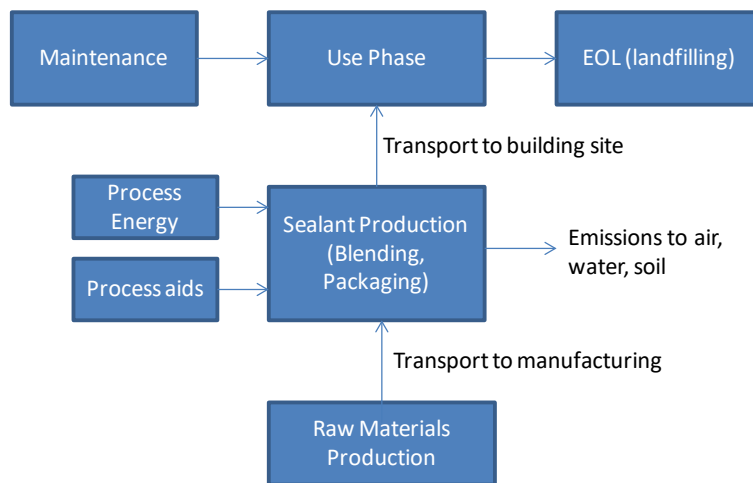 Maintenance
Use Phase
EOL (landfilling)
Transport to building site
Process
Energy
Sealant Production
(Blending,
Packaging)
Emissions to air,
water, soil
Process aids
Transport to manufacturing
Raw Materials
Production